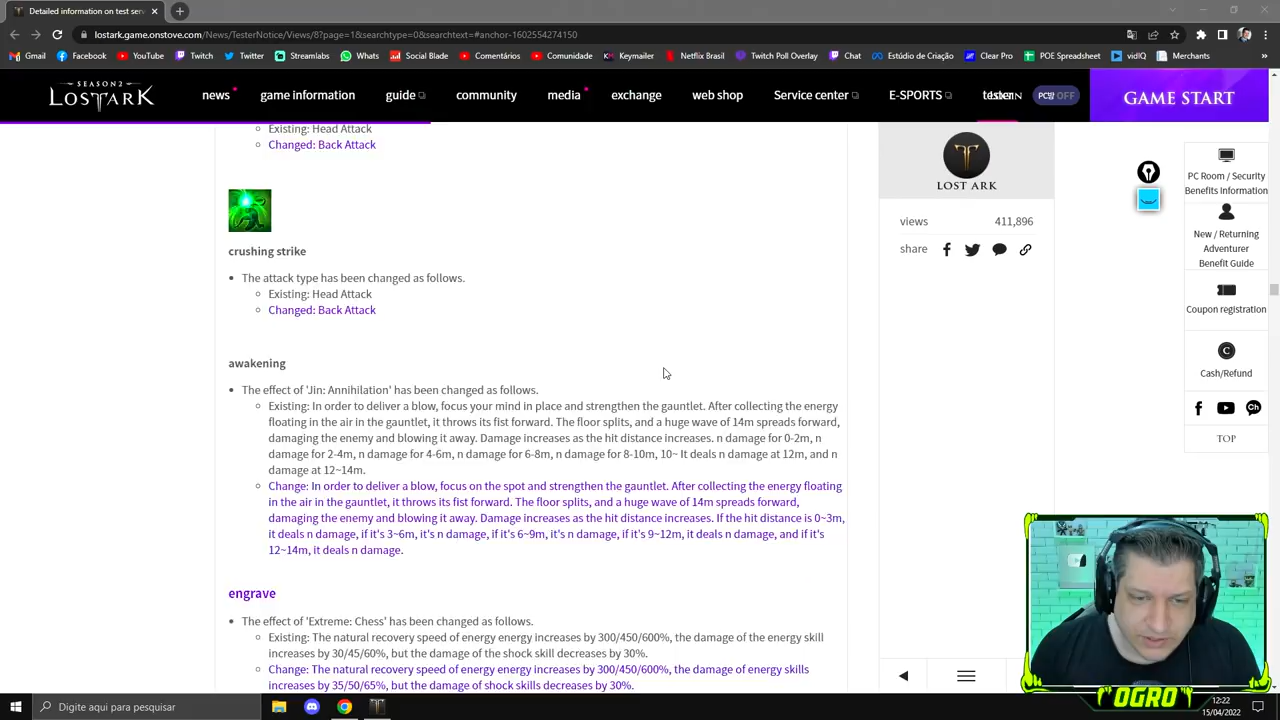 Detailed information on test serv
lostark.game.onstove.com/News/TesterNotice/Views/8?page=1&searchtype=0&searchtext=#anchor-1602554274150
Gmail
Facebook
YouTube
Twitch
Twitter
Streamlabs
Whats
Social Blade
Conversões
Comunidade
Keymailer
Netflix Brasil
Twitch Poll Overlay
Chat
Estúdio de Criação
Clear Pro
POE Spreadsheet
vidIQ
Merchants
SEASON 2
LOST ARK
news
game information
guide
community
media
exchange
web shop
Service center
E-SPORTS
tester
OFF
GAME START
Existing: Head Attack
Changed: Back Attack
crushing strike
The attack type has been changed as follows.
Existing: Head Attack
Changed: Back Attack
awakening
The effect of 'Jin: Annihilation' has been changed as follows.
Existing: In order to deliver a blow, focus your mind in place and strengthen the gauntlet. After collecting the energy
floating in the air in the gauntlet, it throws its fist forward. The floor splits, and a huge wave of 14m spreads forward,
damaging the enemy and blowing it away. Damage increases as the hit distance increases. n damage for 0-2m, n
damage for 2-4m, n damage for 4-6m, n damage for 6-8m, n damage for 8-10m, 10~ It deals n damage at 12m, and n
damage at 12~14m.
Change: In order to deliver a blow, focus on the spot and strengthen the gauntlet. After collecting the energy floating
in the air in the gauntlet, it throws its fist forward. The floor splits, and a huge wave of 14m spreads forward,
damaging the enemy and blowing it away. Damage increases as the hit distance increases. If the hit distance is 0~3m,
it deals n damage, if it's 3~6m, it's n damage, if it's 6~9m, it's n damage, if it's 9~12m, it deals n damage, and if it's
12~14m, it deals n damage.
engrave
The effect of 'Extreme: Chess' has been changed as follows.
Existing: The natural recovery speed of energy energy increases by 300/450/600%, the damage of the energy skill
increases by 30/45/60%, but the damage of the shock skill decreases by 30%.
Change: The natural recovery speed of energy energy increases by 300/450/600%, the damage of energy skills
increases by 35/50/65%, but the damage of shock skills decreases by 30%.
LOST ARK
views 411,896
share
PC Room / Security
Benefits Information
New / Returning
Adventurer
Benefit Guide
Coupon registration
C
Cash/Refund
Ch
TOP
OGRO
Digite aqui para pesquisar
12:22
15/04/2022